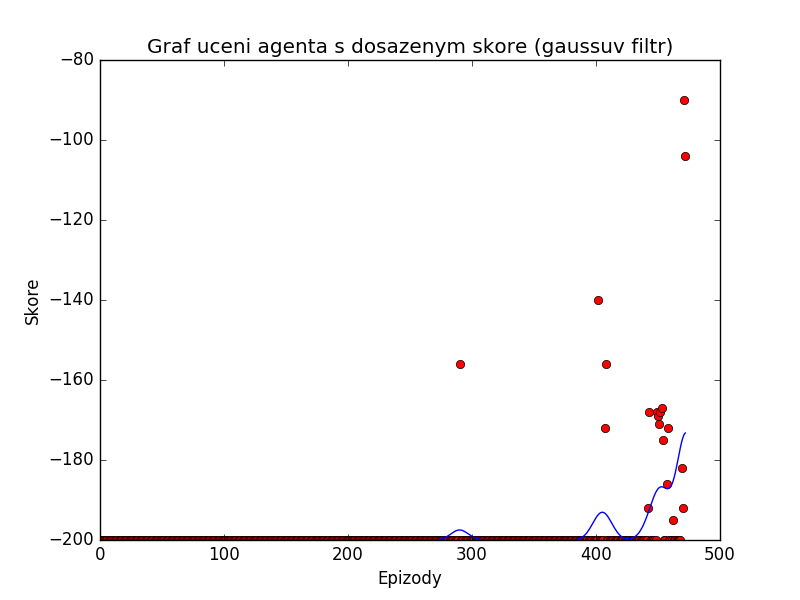 Graf uceni agenta s dosazenym skore (gaussuv filtr)
−80
−100
−120
−140
−160
−180
−200
Skore
0 100 200 300 400 500
Epizody